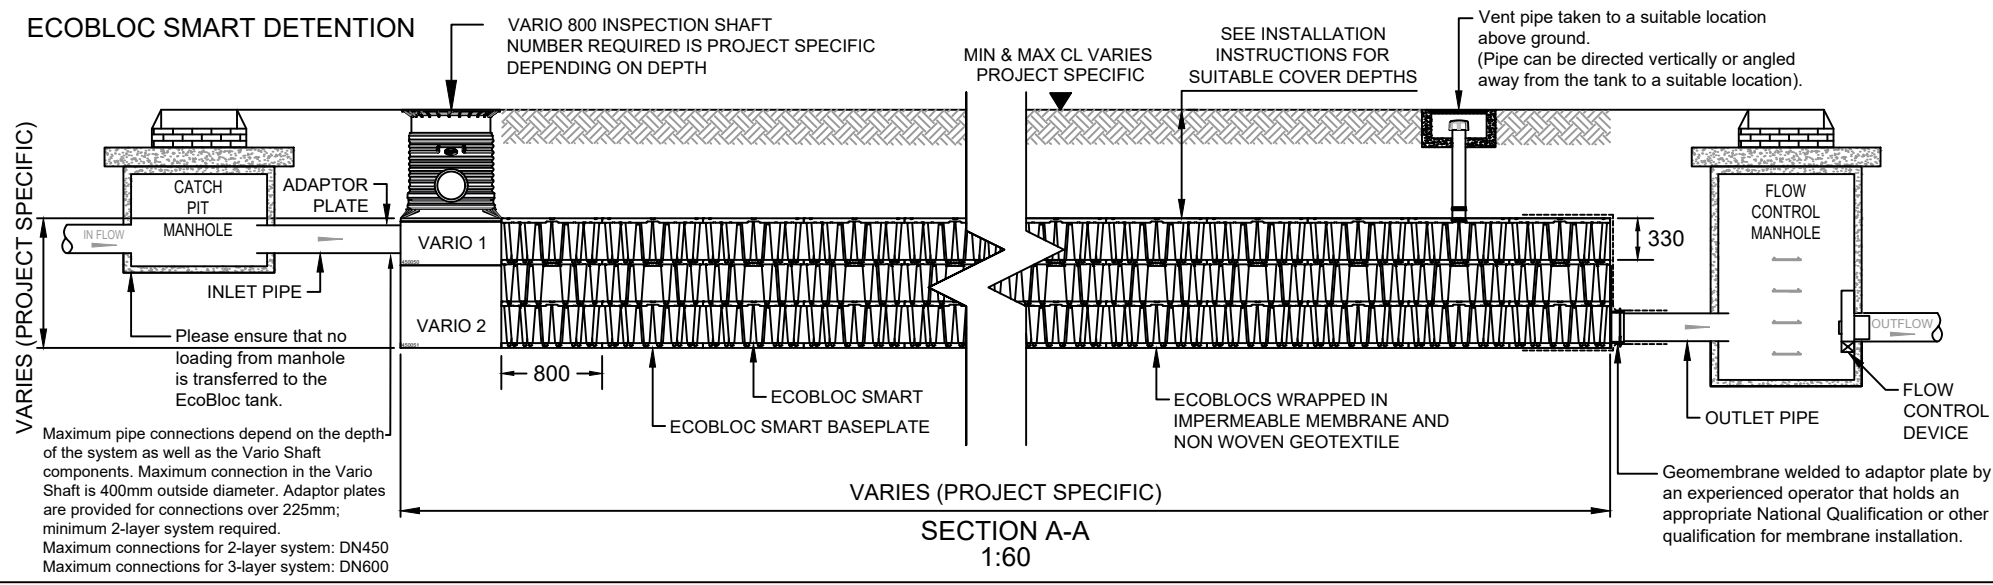 ECOBLOC SMART DETENTION
VARIO 800 INSPECTION SHAFT
NUMBER REQUIRED IS PROJECT SPECIFIC
DEPENDING ON DEPTH
MIN & MAX CL VARIES
PROJECT SPECIFIC
SEE INSTALLATION
INSTRUCTIONS FOR
SUITABLE COVER DEPTHS
Vent pipe taken to a suitable location
above ground.
(Pipe can be directed vertically or angled
away from the tank to a suitable location).
VARIES (PROJECT SPECIFIC)
CATCH
PIT
MANHOLE
ADAPTOR
PLATE
IN FLOW
INLET PIPE
VARIO 1
450050
VARIO 2
450051
330
FLOW
CONTROL
MANHOLE
OUTFLOW
Please ensure that no
loading from manhole
is transferred to the
EcoBloc tank.
800
ECOBLOC SMART
ECOBLOC SMART BASEPLATE
ECOBLOCS WRAPPED IN
IMPERMEABLE MEMBRANE AND
NON WOVEN GEOTEXTILE
OUTLET PIPE
FLOW
CONTROL
DEVICE
Maximum pipe connections depend on the depth
of the system as well as the Vario Shaft
components. Maximum connection in the Vario
Shaft is 400mm outside diameter. Adaptor plates
are provided for connections over 225mm;
minimum 2-layer system required.
Maximum connections for 2-layer system: DN450
Maximum connections for 3-layer system: DN600
VARIES (PROJECT SPECIFIC)
SECTION A-A
1:60
Geomembrane welded to adaptor plate by
an experienced operator that holds an
appropriate National Qualification or other
qualification for membrane installation.